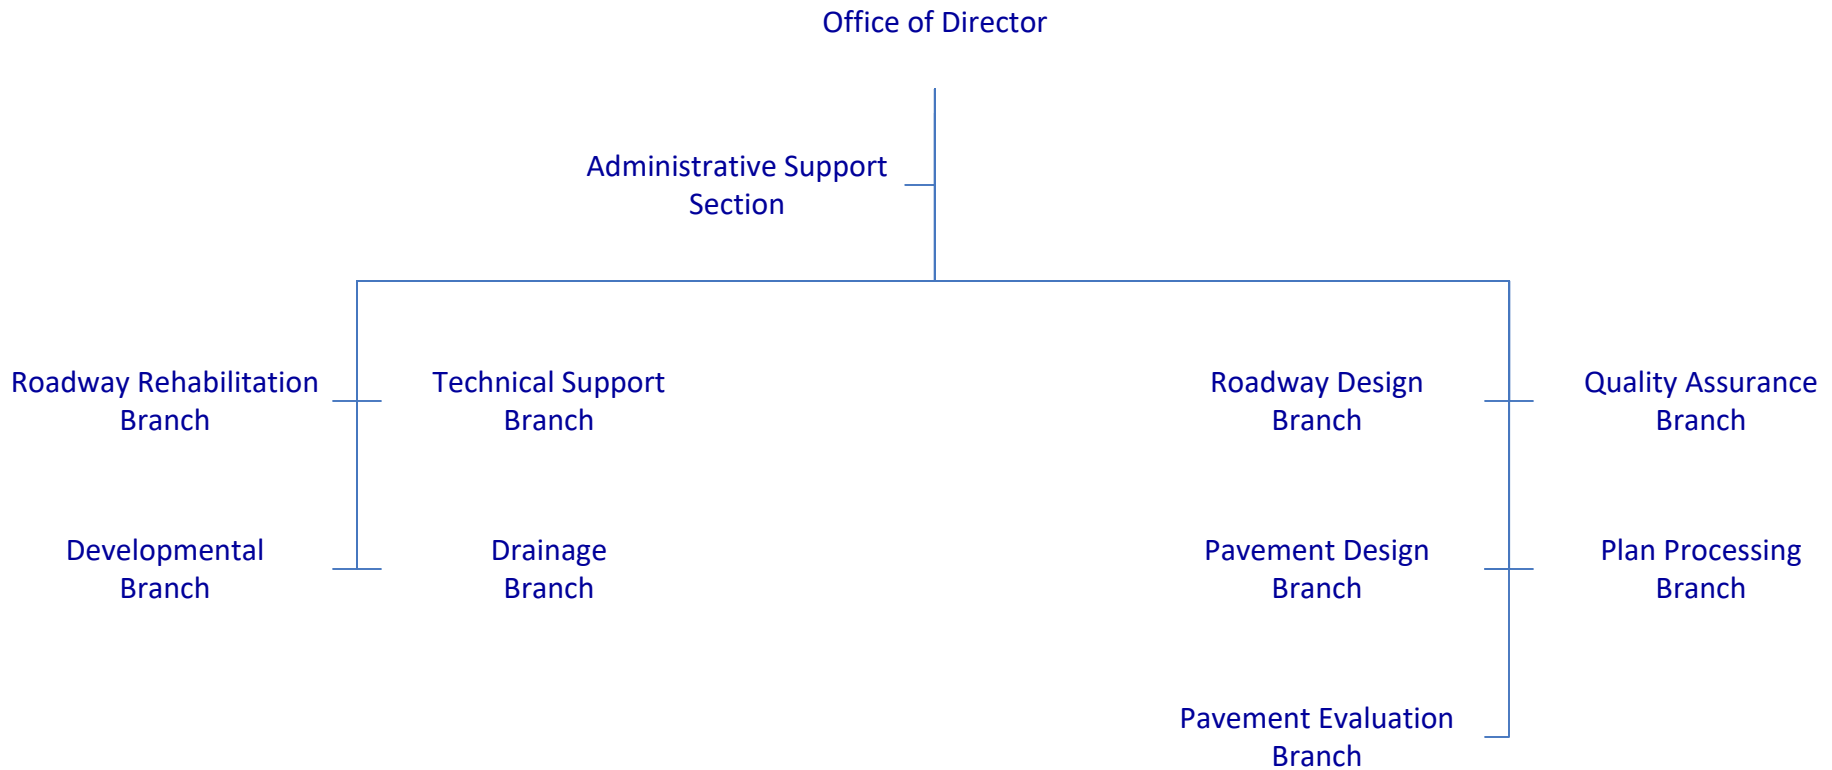 Office of Director
Administrative Support
Section
Roadway Rehabilitation
Branch
Technical Support
Branch
Roadway Design
Branch
Quality Assurance
Branch
Developmental
Branch
Drainage
Branch
Pavement Design
Branch
Plan Processing
Branch
Pavement Evaluation
Branch